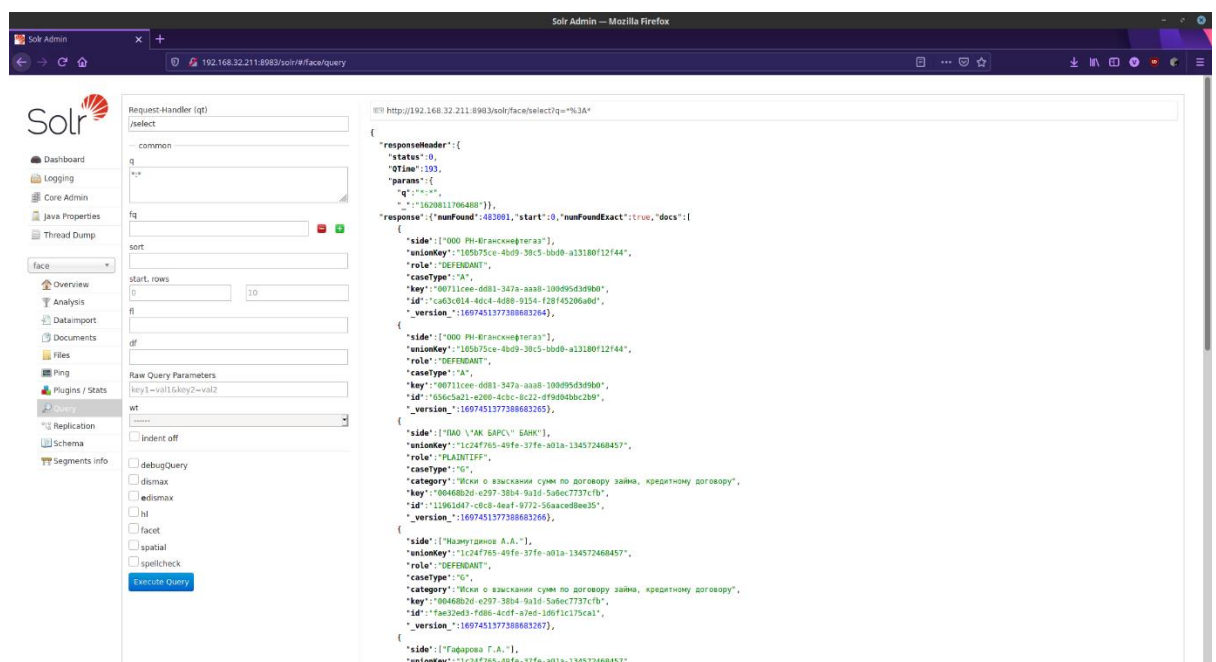 Solr Admin — Mozilla Firefox
Solr Admin
192.168.32.211:8983/solr/#/face/query
Solr
Dashboard
Logging
Core Admin
Java Properties
Thread Dump
face
Overview
Analysis
Dataimport
Documents
Files
Ping
Plugins / Stats
Query
Replication
Schema
Segments info
Request-Handler (qt)
/select
common
q
*:*
fq
sort
start, rows
0 10
fl
df
Raw Query Parameters
key1=val1&key2=val2
wt
------
indent off
debugQuery
dismax
edismax
hl
facet
spatial
spellcheck
Execute Query
http://192.168.32.211:8983/solr/face/select?q=*%3A*
{
"responseHeader":{
"status":0,
"QTime":193,
"params":{
"q":"*:*",
"_":"1620811706488"}},
"response":{"numFound":483001,"start":0,"numFoundExact":true,"docs":[
{
"side":["ООО РН-Юганскнефтегаз"],
"unionKey":"105b75ce-4bd9-30c5-bbd0-a13180f12f44",
"role":"DEFENDANT",
"caseType":"A",
"key":"00711cee-dd81-347a-aaa8-100d95d3d9b0",
"id":"ca63c014-4dc4-4d80-9154-f28f45206a0d",
"_version_":1697451377388683264},
{
"side":["ООО РН-Юганскнефтегаз"],
"unionKey":"105b75ce-4bd9-30c5-bbd0-a13180f12f44",
"role":"DEFENDANT",
"caseType":"A",
"key":"00711cee-dd81-347a-aaa8-100d95d3d9b0",
"id":"656c5a21-e200-4cbc-8c22-df9d04bbc2b9",
"_version_":1697451377388683265},
{
"side":["ПАО \"АК БАРС\" БАНК"],
"unionKey":"1c24f765-49fe-37fe-a01a-134572468457",
"role":"PLAINTIFF",
"caseType":"G",
"category":"Иски о взыскании сумм по договору займа, кредитному договору",
"key":"00468b2d-e297-38b4-9a1d-5a6ec7737cfb",
"id":"11961d47-c0c8-4eaf-9772-56aaced8ee35",
"_version_":1697451377388683266},
{
"side":["Назмутдинов А.А."],
"unionKey":"1c24f765-49fe-37fe-a01a-134572468457",
"role":"DEFENDANT",
"caseType":"G",
"category":"Иски о взыскании сумм по договору займа, кредитному договору",
"key":"00468b2d-e297-38b4-9a1d-5a6ec7737cfb",
"id":"fae32ed3-fd86-4cdf-a7ed-1d6f1c175ca1",
"_version_":1697451377388683267},
{
"side":["Гафарова Г.А."],
"unionKey":"1c24f765-49fe-37fe-a01a-134572468457",